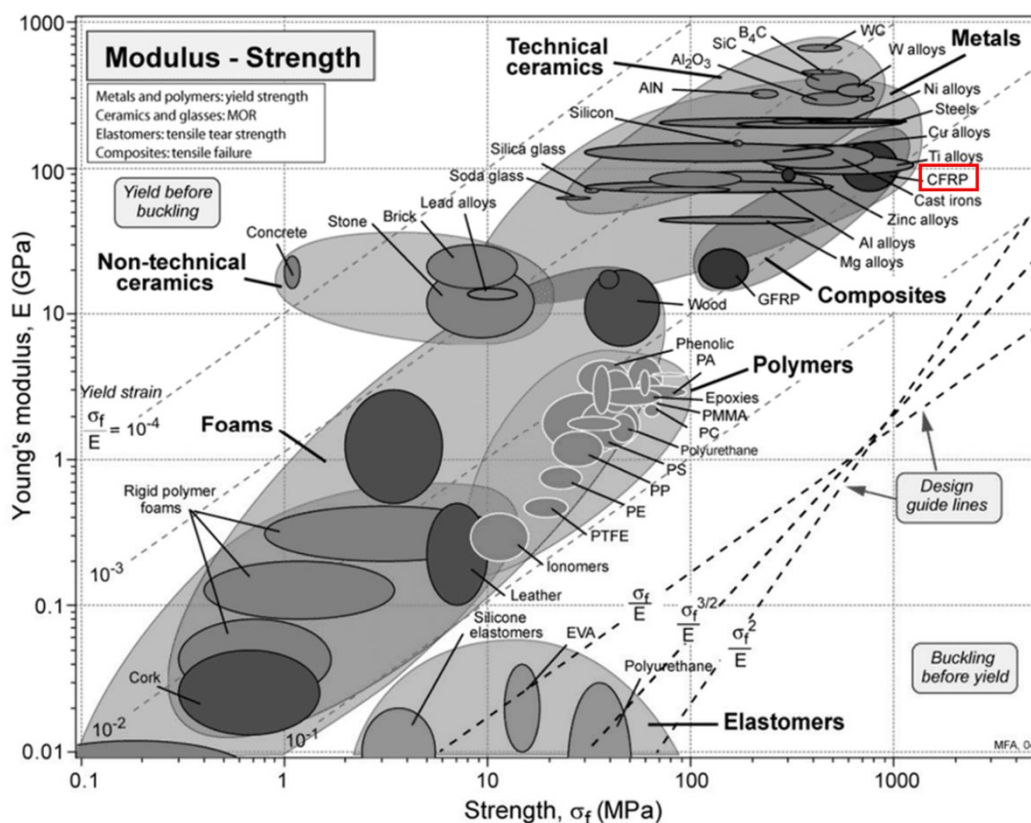 Modulus - Strength
Metals and polymers: yield strength
Ceramics and glasses: MOR
Elastomers: tensile tear strength
Composites: tensile failure
1000
100
10
1
0.1
0.01
Young's modulus, E (GPa)
0.1
1
10
100
1000
Strength, σf (MPa)
Technical
ceramics
Al2O3
SiC
B4C
WC
Metals
W alloys
AlN
Ni alloys
Silicon
Steels
Cu alloys
Silica glass
Ti alloys
Soda glass
CFRP
Cast irons
Zinc alloys
Al alloys
Mg alloys
Yield before
buckling
Lead alloys
Brick
Stone
Concrete
Non-technical
ceramics
Composites
GFRP
Wood
Phenolic
PA
Polymers
Epoxies
PMMA
PC
Polyurethane
PS
PP
PE
PTFE
Ionomers
Leather
Yield strain
σf
E = 10-4
Foams
Rigid polymer
foams
10-3
10-2
10-1
Cork
Silicone
elastomers
EVA
Polyurethane
Elastomers
σf
E
σf3/2
E
σf2
E
Design
guide lines
Buckling
before yield
MFA, 04